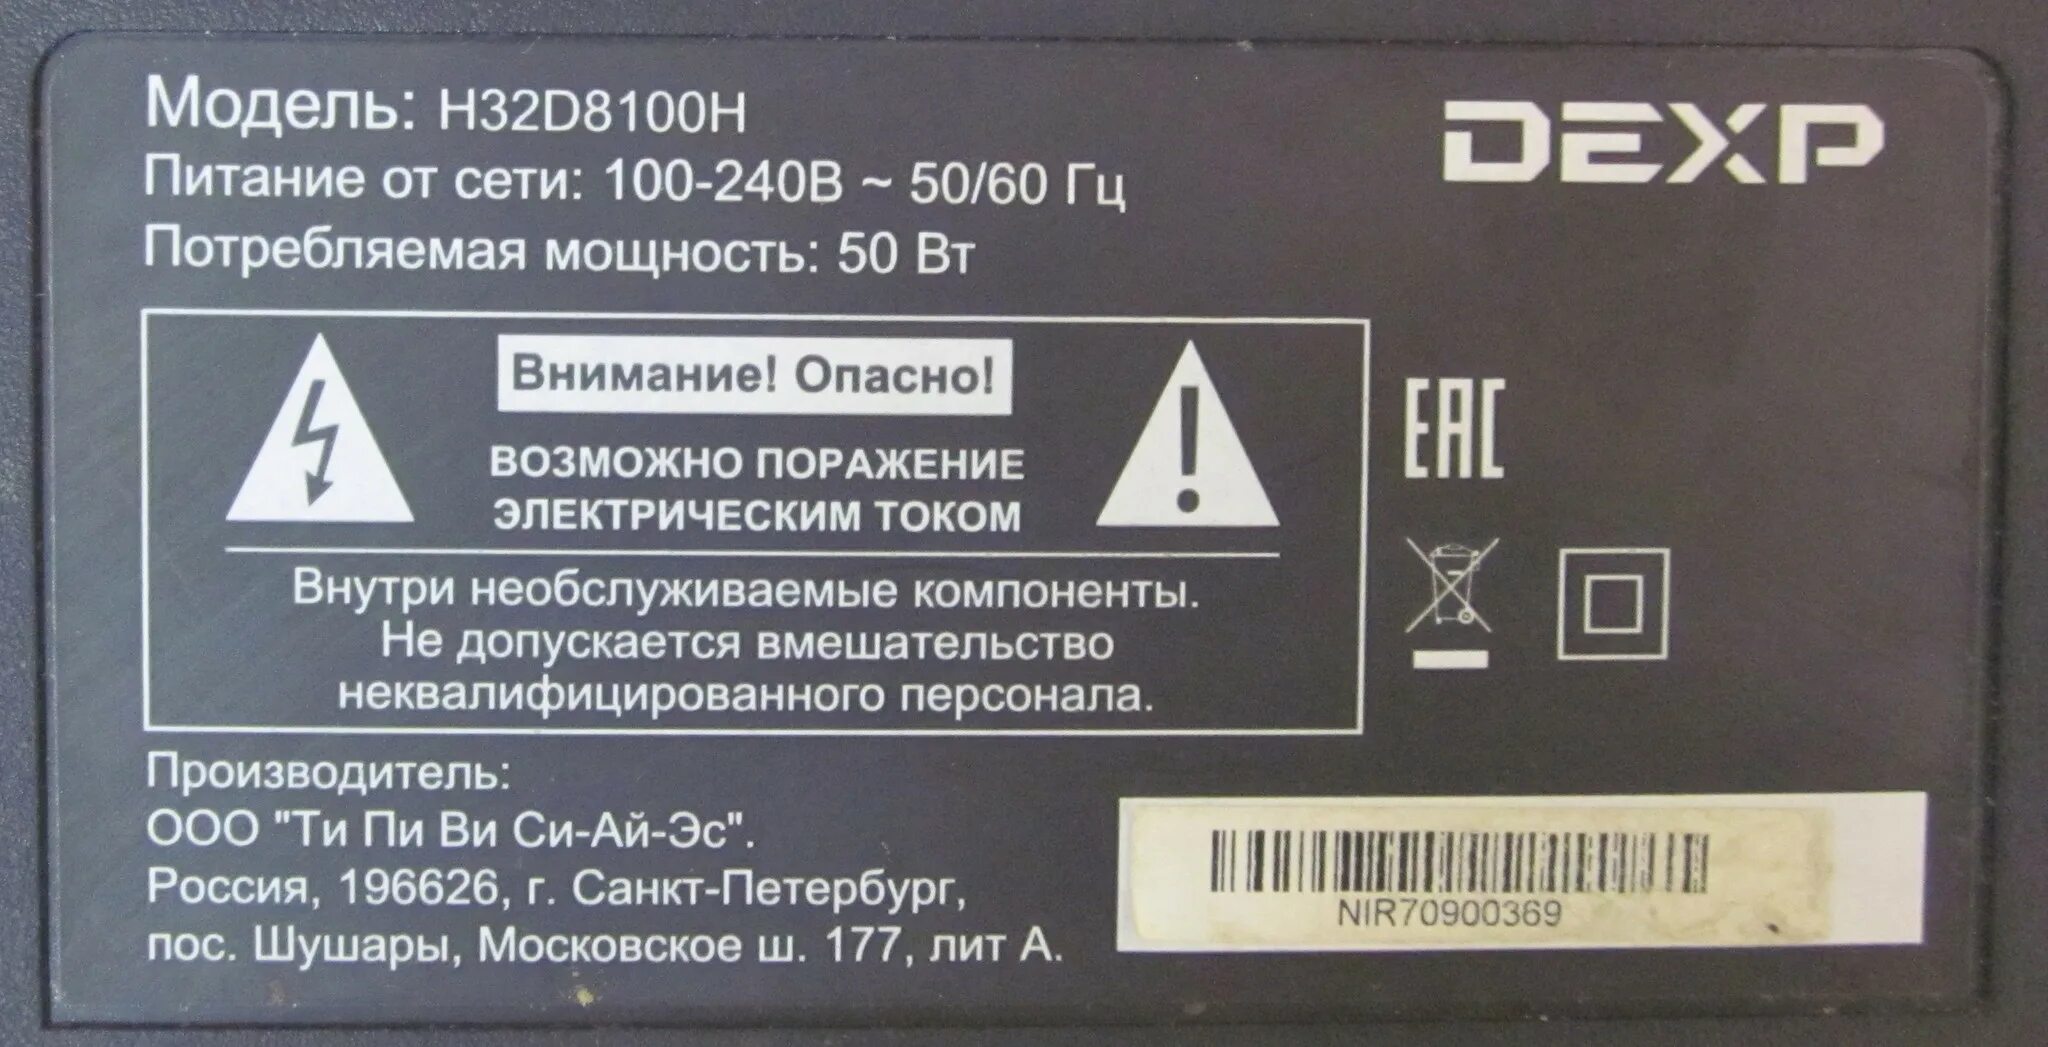 Модель: H32D8100H
DEXP
Питание от сети: 100-240В ~ 50/60 Гц
Потребляемая мощность: 50 Вт
Внимание! Опасно!
ВОЗМОЖНО ПОРАЖЕНИЕ
ЭЛЕКТРИЧЕСКИМ ТОКОМ
Внутри необслуживаемые компоненты.
Не допускается вмешательство
неквалифицированного персонала.
EAC
Производитель:
ООО "Ти Пи Ви Си-Ай-Эс".
Россия, 196626, г. Санкт-Петербург,
пос. Шушары, Московское ш. 177, лит А.
NIR70900369